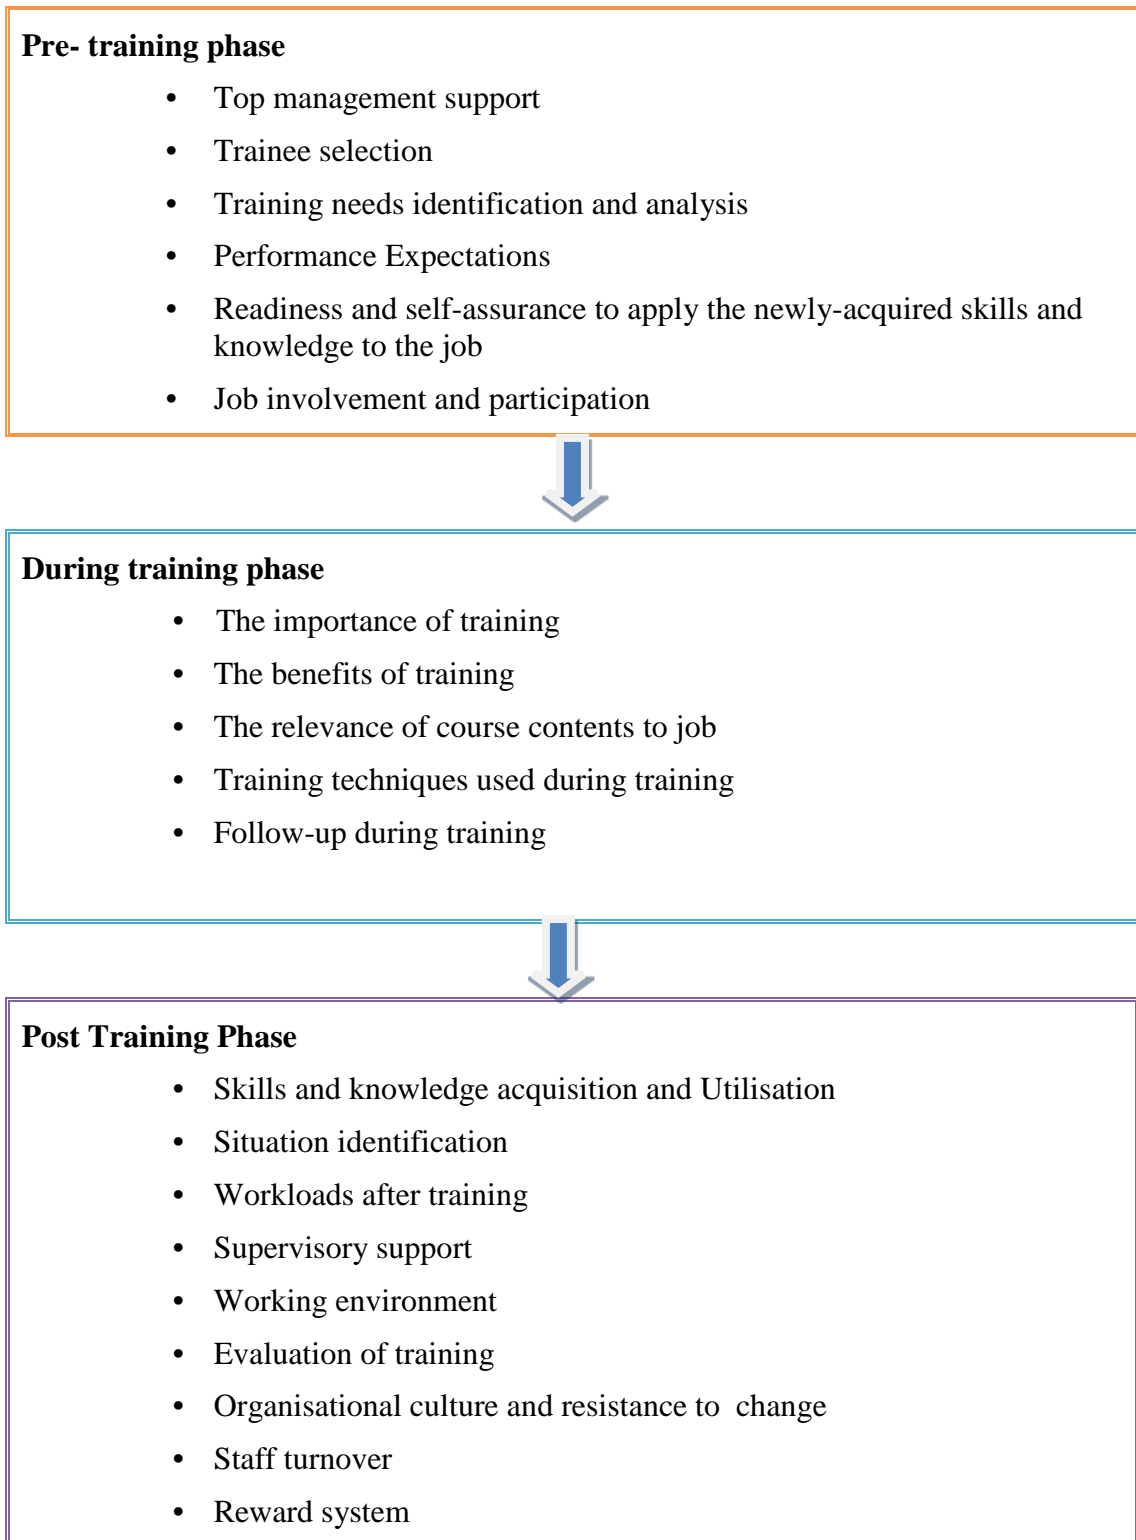 Pre- training phase
• Top management support
• Trainee selection
• Training needs identification and analysis
• Performance Expectations
• Readiness and self-assurance to apply the newly-acquired skills and
knowledge to the job
• Job involvement and participation
During training phase
• The importance of training
• The benefits of training
• The relevance of course contents to job
• Training techniques used during training
• Follow-up during training
Post Training Phase
• Skills and knowledge acquisition and Utilisation
• Situation identification
• Workloads after training
• Supervisory support
• Working environment
• Evaluation of training
• Organisational culture and resistance to change
• Staff turnover
• Reward system